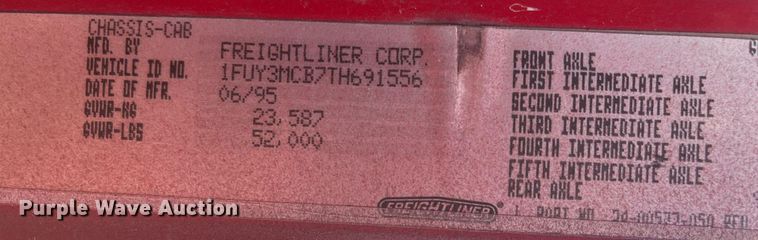 CHASSIS-CAB
MFD. BY FREIGHTLINER CORP.
VEHICLE ID NO. 1FUY3MCB7TH691556
DATE OF MFR. 06/95
GVWR-KG 23,587
GVWR-LBS 52,000
FRONT AXLE
FIRST INTERMEDIATE AXLE
SECOND INTERMEDIATE AXLE
THIRD INTERMEDIATE AXLE
FOURTH INTERMEDIATE AXLE
FIFTH INTERMEDIATE AXLE
REAR AXLE
FREIGHTLINER
PART NO.
Purple Wave Auction